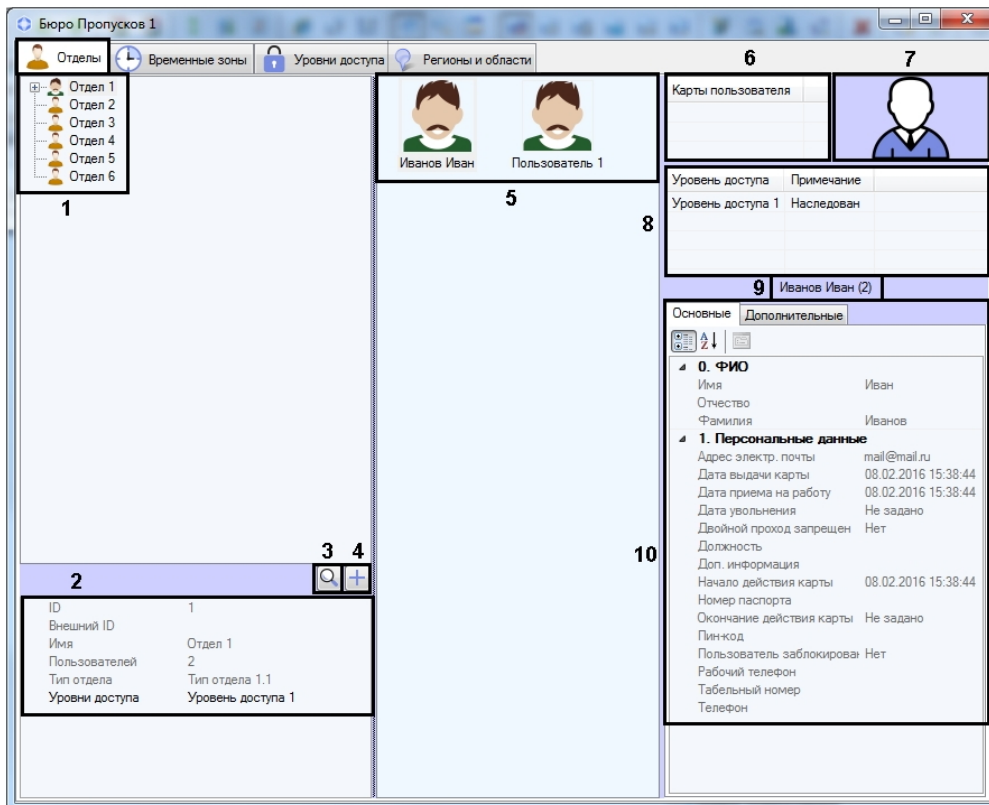 Бюро Пропусков 1
Отделы Временные зоны Уровни доступа Регионы и области
Отдел 1
Отдел 2
Отдел 3
Отдел 4
Отдел 5
Отдел 6
1
3 4
2
ID 1
Внешний ID
Имя Отдел 1
Пользователей 2
Тип отдела Тип отдела 1.1
Уровни доступа Уровень доступа 1
Иванов Иван Пользователь 1
5
6 7
Карты пользователя
8
Уровень доступа Примечание
Уровень доступа 1 Наследован
9 Иванов Иван (2)
Основные Дополнительные
10
0. ФИО
Имя Иван
Отчество
Фамилия Иванов
1. Персональные данные
Адрес электр. почты mail@mail.ru
Дата выдачи карты 08.02.2016 15:38:44
Дата приема на работу 08.02.2016 15:38:44
Дата увольнения Не задано
Двойной проход запрещен Нет
Должность
Доп. информация
Начало действия карты 08.02.2016 15:38:44
Номер паспорта
Окончание действия карты Не задано
Пин-код
Пользователь заблокирован Нет
Рабочий телефон
Табельный номер
Телефон